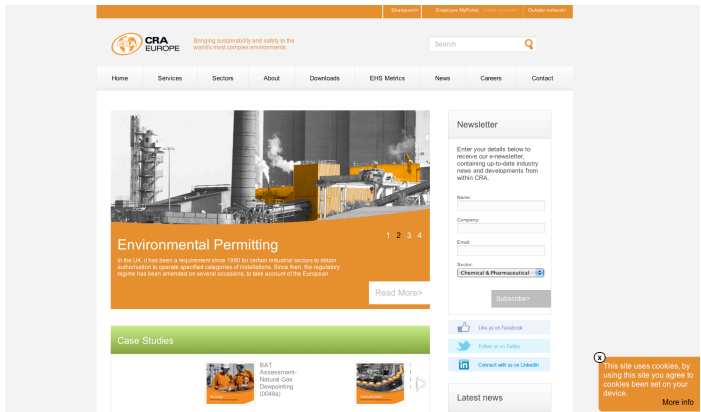 Sharepoint>
Employee MyPortal
Outside network>
CRA
EUROPE
Bringing sustainability and safety to the
world's most complex environments.
Search
Home
Services
Sectors
About
Downloads
EHS Metrics
News
Careers
Contact
Environmental Permitting
1 2 3 4
In the UK, it has been a requirement since 1990 for certain industrial sectors to obtain
authorisation to operate specified categories of installations. Since then, the regulatory
regime has been amended on several occasions, to take account of the European
Read More>
Newsletter
Enter your details below to
receive our e-newsletter,
containing up-to-date industry
news and developments from
within CRA.
Name:
Company:
Email:
Sector:
Chemical & Pharmaceutical
Subscribe>
Like us on Facebook
Follow us on Twitter
Connect with us on Linkedin
Case Studies
BAT
Assessment-
Natural Gas
Dewpointing
(0048a)
Latest news
x
This site uses cookies, by
using this site you agree to
cookies been set on your
device.
More info